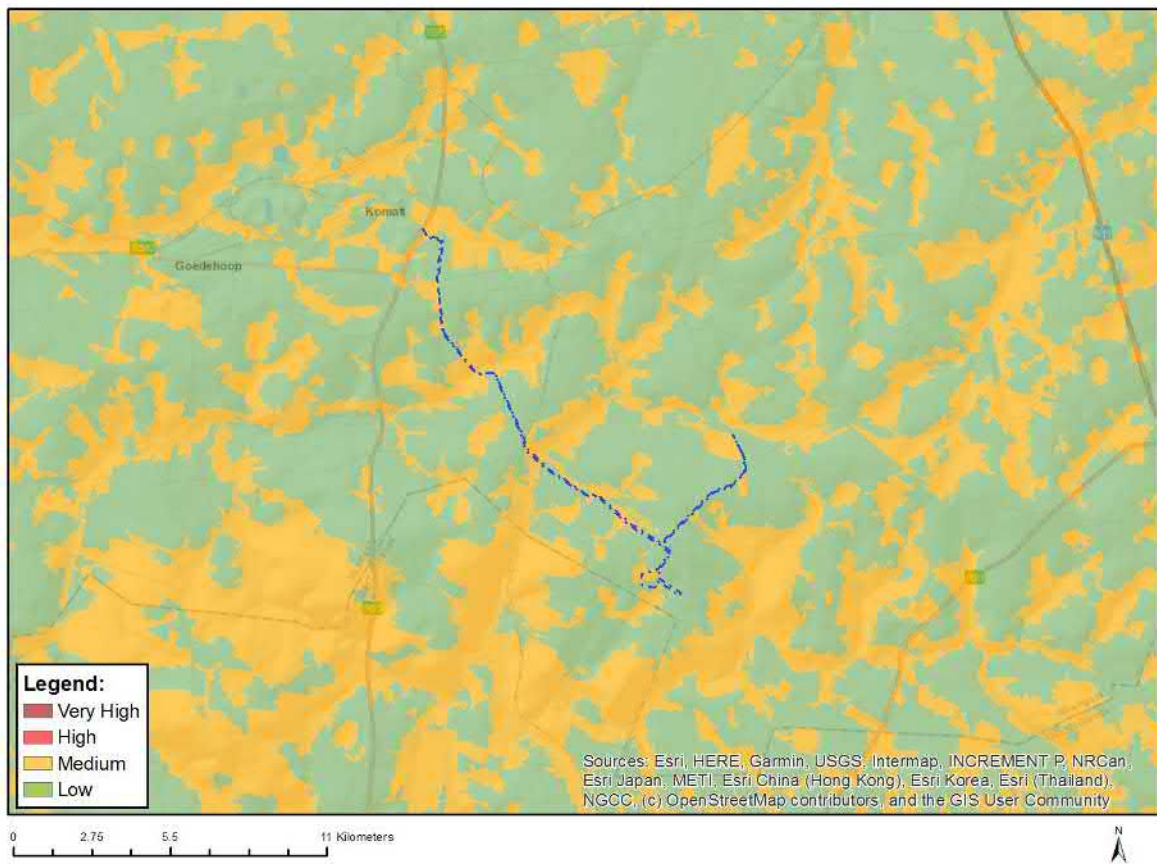 Komati
Goedehoop
Legend:
Very High
High
Medium
Low
Sources: Esri, HERE, Garmin, USGS, Intermap, INCREMENT P, NRCan,
Esri Japan, METI, Esri China (Hong Kong), Esri Korea, Esri (Thailand),
NGCC, (c) OpenStreetMap contributors, and the GIS User Community
0 2.75 5.5 11 Kilometers
N